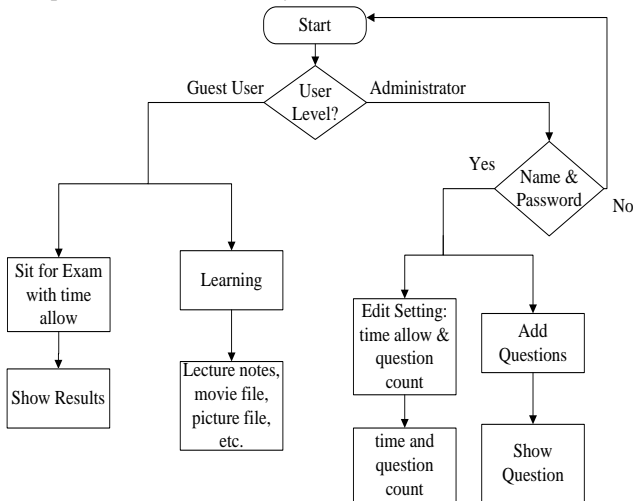 Start
Guest User
User
Level?
Administrator
Yes
Name &
Password
No
Sit for Exam
with time
allow
Learning
Edit Setting:
time allow &
question
count
Add
Questions
Show Results
Lecture notes,
movie file,
picture file,
etc.
time and
question
count
Show
Question